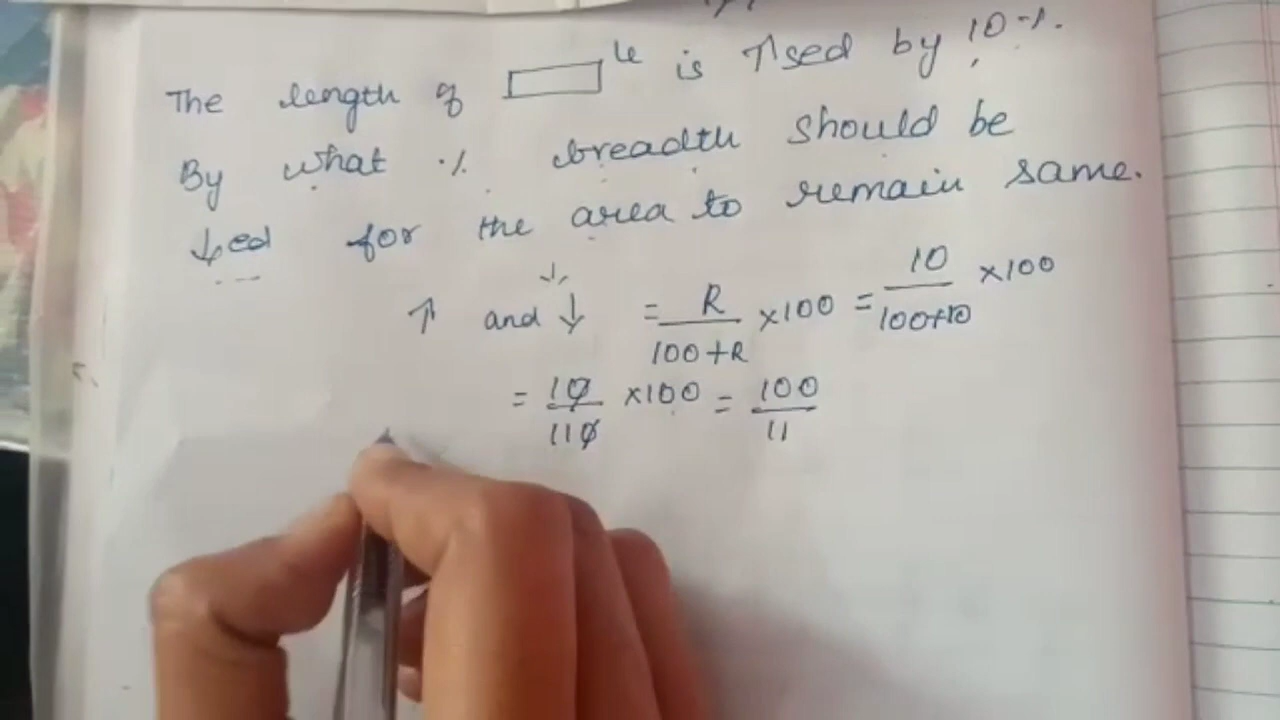 The length of ▭le is ↑sed by 10%.
By what % breadth should be
↓ed for the area to remain same.
↑ and ↓ = R/100+R ×100 = 10/100+10 ×100
= 10/110 ×100 = 100/11